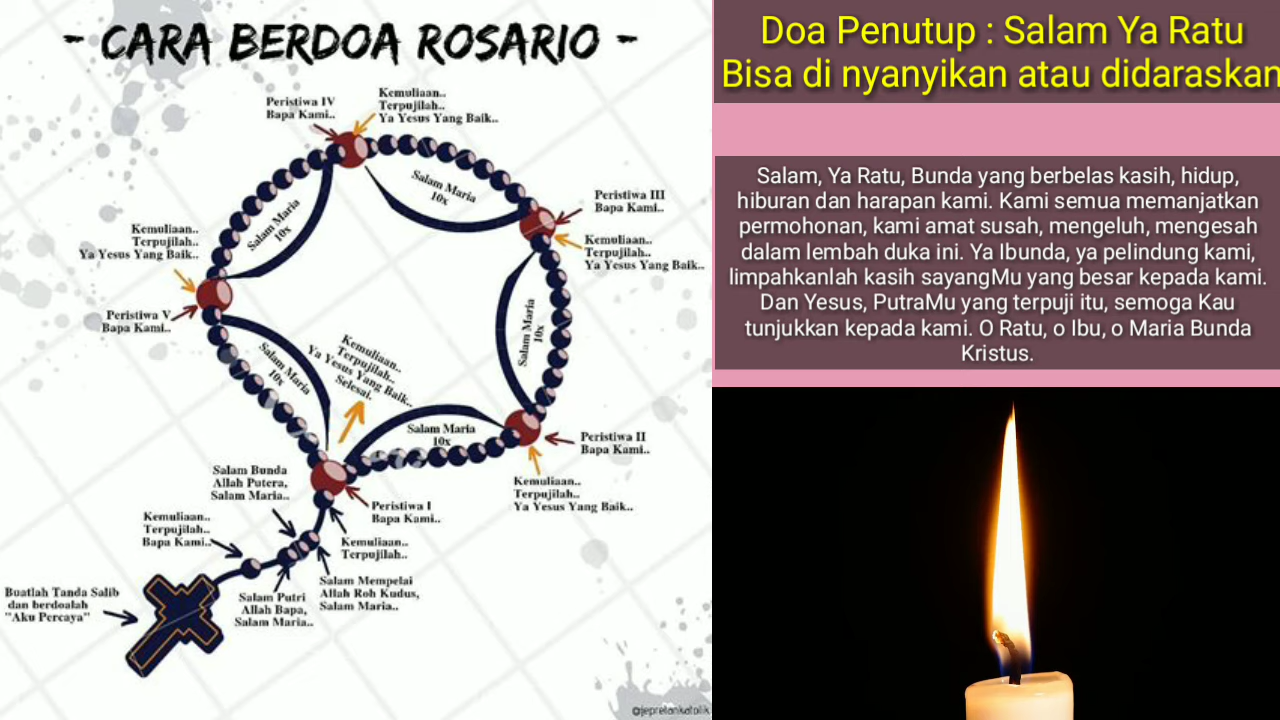 - CARA BERDOA ROSARIO -
Peristiwa IV
Bapa Kami..
Kemuliaan..
Terpujilah..
Ya Yesus Yang Baik..
Salam Maria
10x
Peristiwa III
Bapa Kami..
Kemuliaan..
Terpujilah..
Ya Yesus Yang Baik..
Salam Maria
10x
Kemuliaan..
Terpujilah..
Ya Yesus Yang Baik..
Peristiwa V
Bapa Kami..
Salam Maria
10x
Salam Maria
10x
Kemuliaan..
Terpujilah..
Ya Yesus Yang Baik..
Selesai.
Salam Maria
10x
Peristiwa II
Bapa Kami..
Kemuliaan..
Terpujilah..
Ya Yesus Yang Baik..
Salam Bunda
Allah Putera,
Salam Maria..
Peristiwa I
Bapa Kami..
Kemuliaan..
Terpujilah..
Bapa Kami..
Kemuliaan..
Terpujilah..
Salam Mempelai
Allah Roh Kudus,
Salam Maria..
Salam Putri
Allah Bapa,
Salam Maria..
Buatlah Tanda Salib
dan berdoalah
"Aku Percaya"
@jepretankatolik
Doa Penutup : Salam Ya Ratu
Bisa di nyanyikan atau didaraskan
Salam, Ya Ratu, Bunda yang berbelas kasih, hidup,
hiburan dan harapan kami. Kami semua memanjatkan
permohonan, kami amat susah, mengeluh, mengesah
dalam lembah duka ini. Ya Ibunda, ya pelindung kami,
limpahkanlah kasih sayangMu yang besar kepada kami.
Dan Yesus, PutraMu yang terpuji itu, semoga Kau
tunjukkan kepada kami. O Ratu, o Ibu, o Maria Bunda
Kristus.